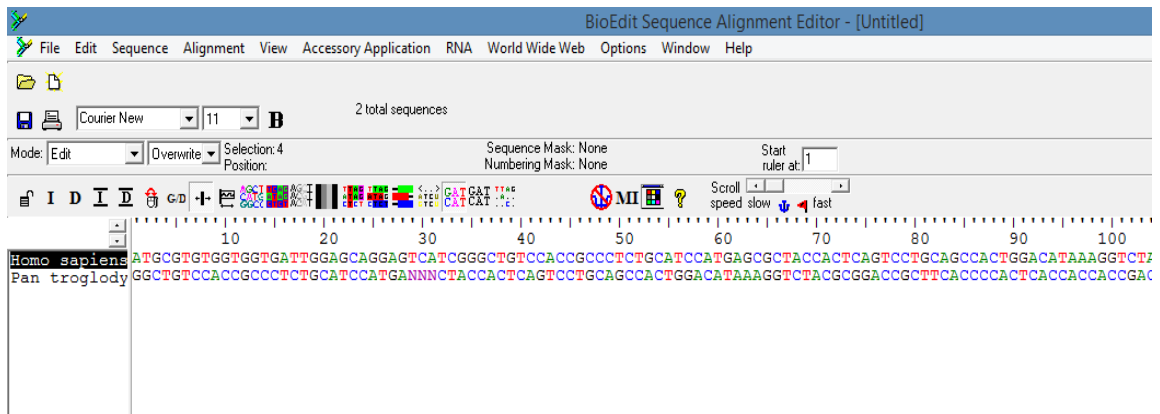 BioEdit Sequence Alignment Editor - [Untitled]
File Edit Sequence Alignment View Accessory Application RNA World Wide Web Options Window Help
Courier New 11 B 2 total sequences
Mode: Edit Overwrite Selection: 4 Position: Sequence Mask: None Numbering Mask: None Start ruler at: 1
I D I D G/D MI ? Scroll speed slow fast
10 20 30 40 50 60 70 80 90 100
Homo sapiens ATGCGTGTGGTGGTGATTGGAGCAGGAGTCATCGGGCTGTCCACCGCCCTCTGCATCCATGAGCGCTACCACTCAGTCCTGCAGCCACTGGACATAAAGGTCTA
Pan troglody GGCTGTCCACCGCCCTCTGCATCCATGANNNCTACCACTCAGTCCTGCAGCCACTGGACATAAAGGTCTACGCGGACCGCTTCACCCCACTCACCACCACCGAC